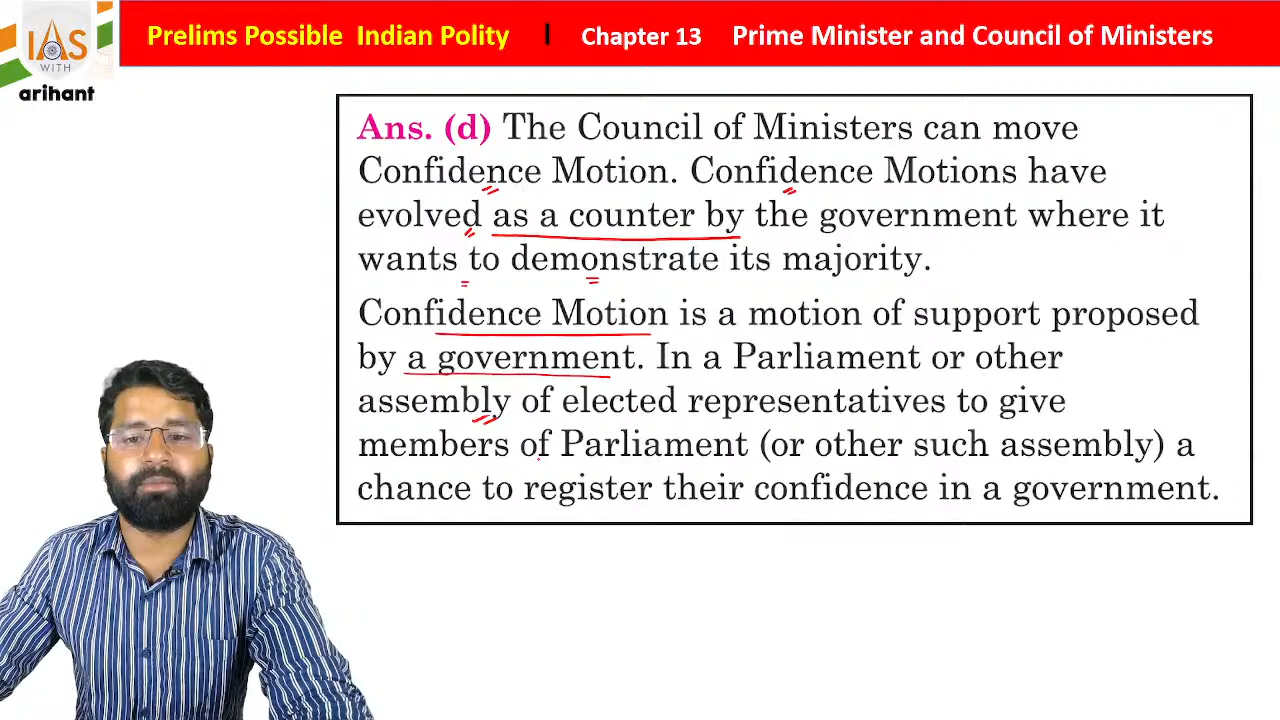 IAS
WITH
arihant
Prelims Possible Indian Polity | Chapter 13 Prime Minister and Council of Ministers
Ans. (d) The Council of Ministers can move
Confidence Motion. Confidence Motions have
evolved as a counter by the government where it
wants to demonstrate its majority.
Confidence Motion is a motion of support proposed
by a government. In a Parliament or other
assembly of elected representatives to give
members of Parliament (or other such assembly) a
chance to register their confidence in a government.